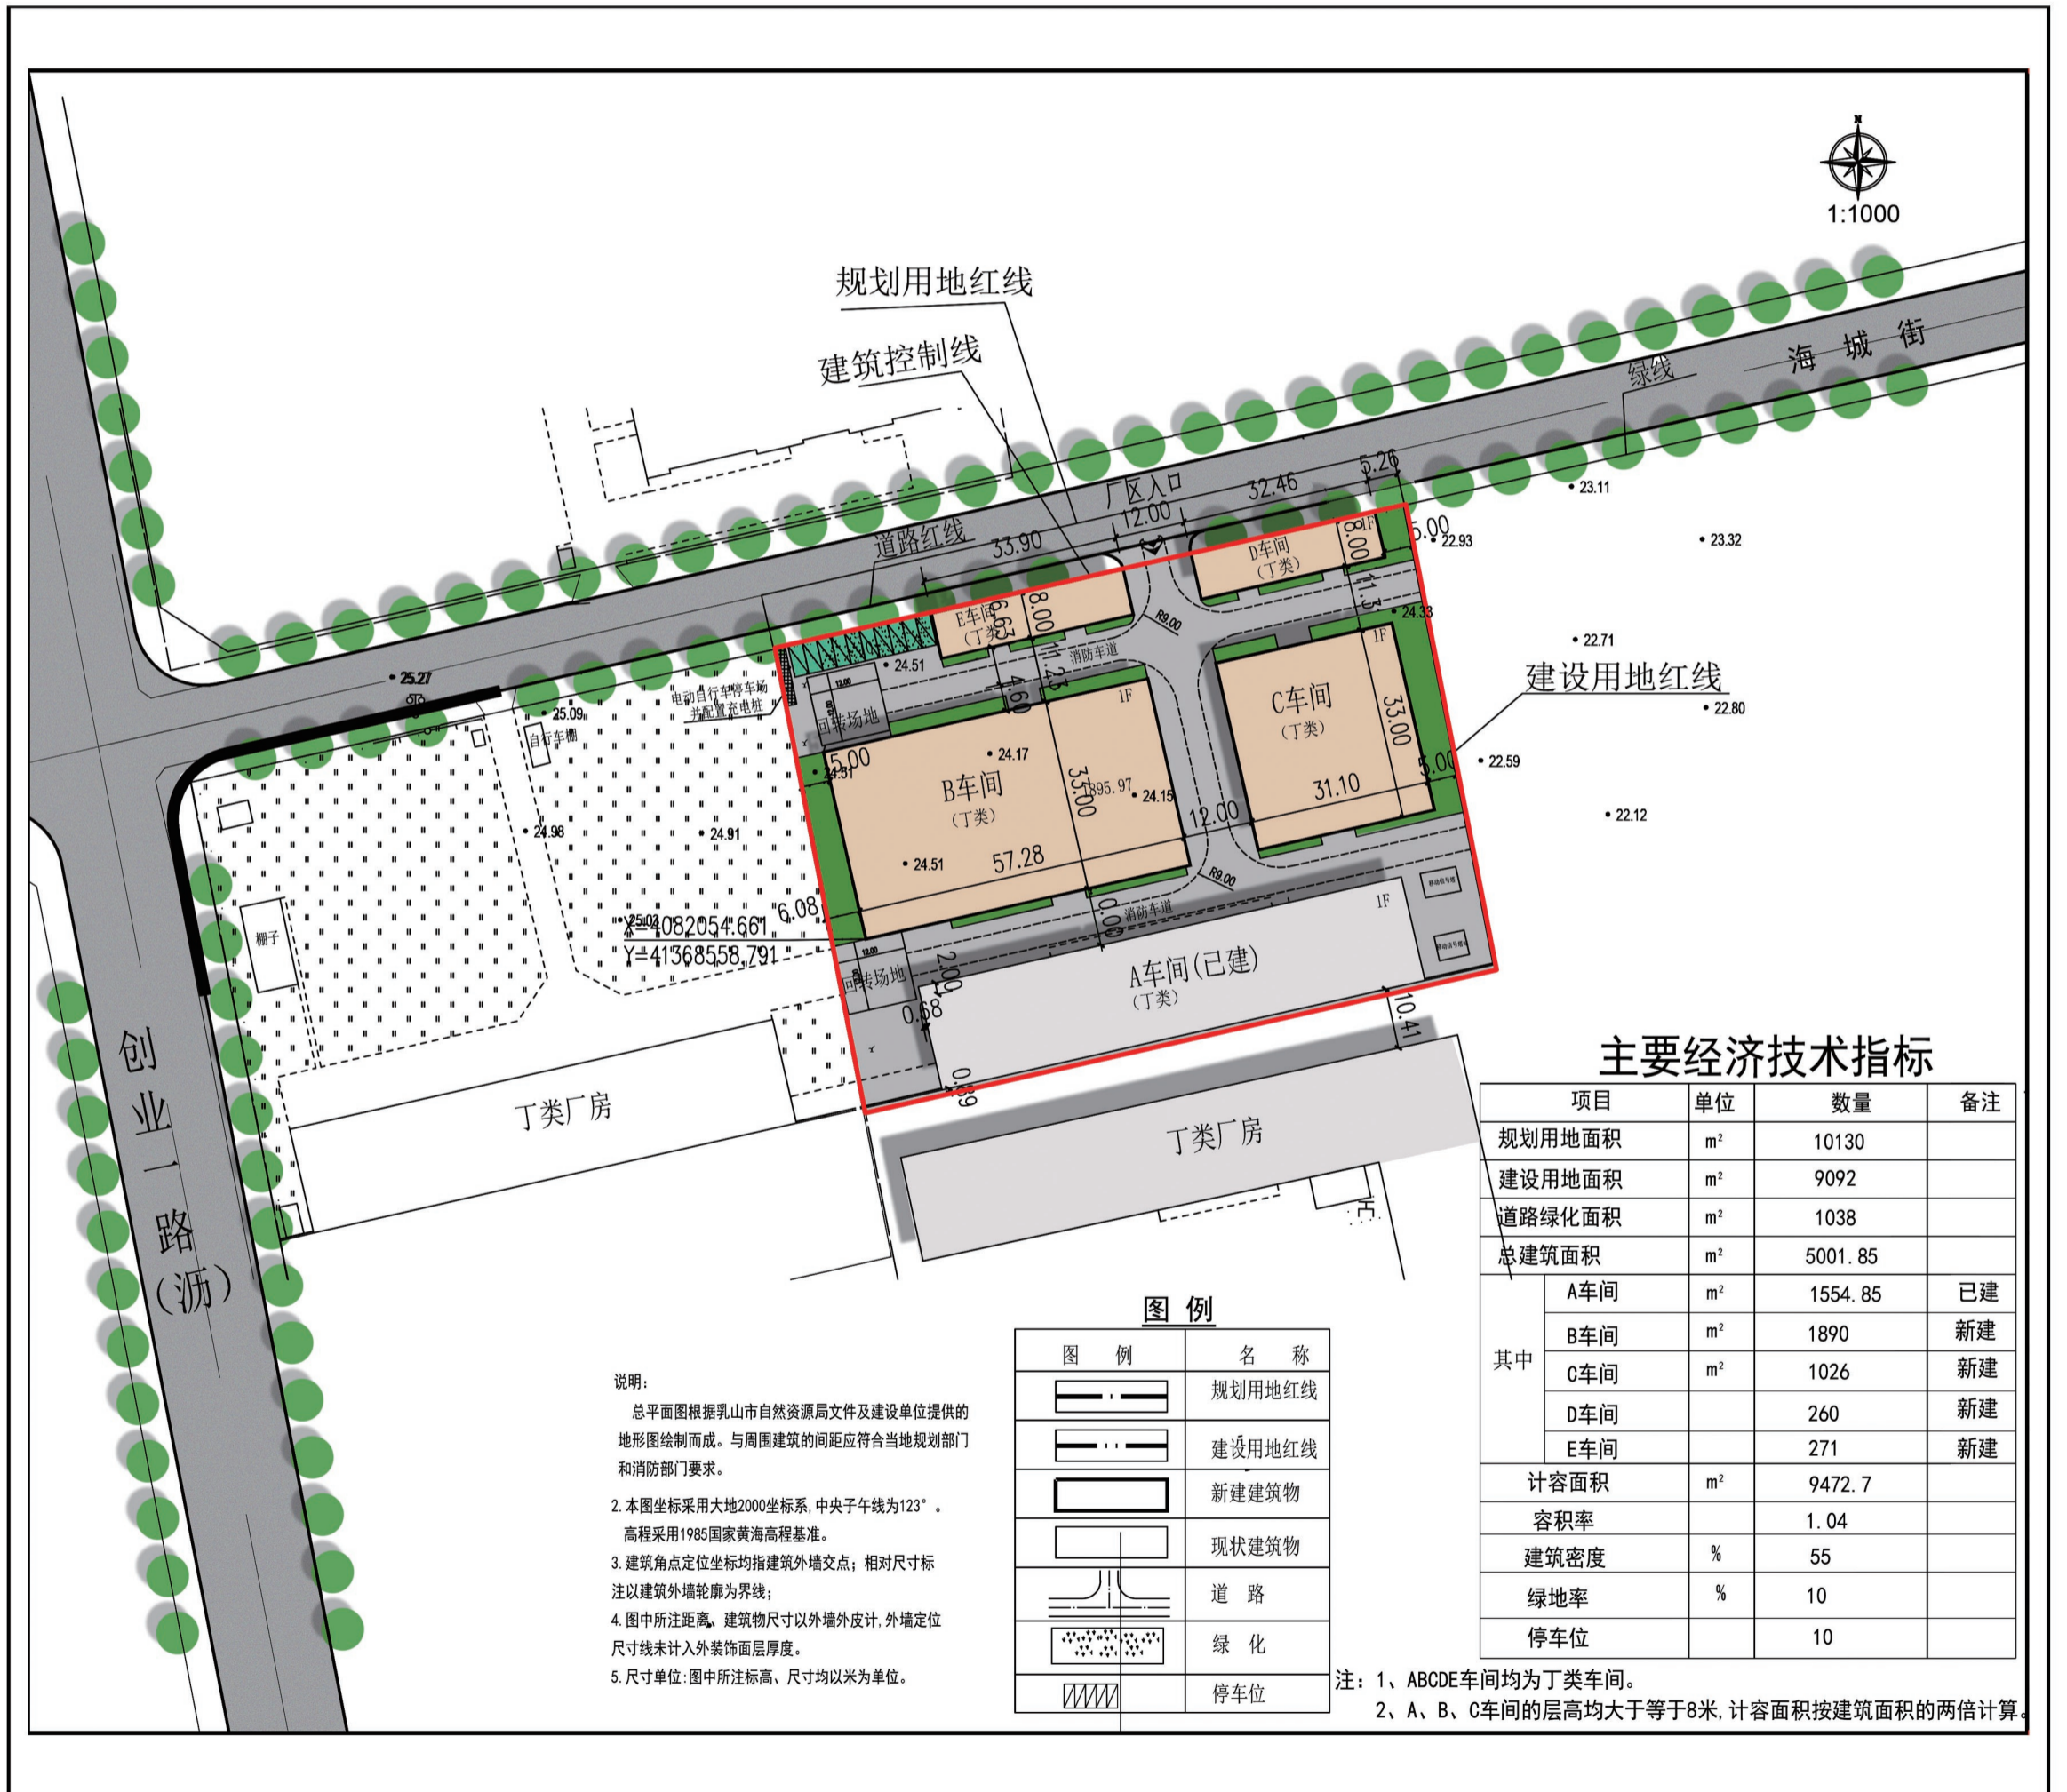 N
1:1000
规划用地红线
建筑控制线
海城街
绿线
厂区入口
5.26
32.46
12.00
33.90
道路红线
23.11
5.00
22.93
23.32
D车间
(丁类)
8.00
1F
24.33
22.71
E车间
(丁类)
6.63
8.00
11.23
R9.00
消防车道
24.51
12.00
4.60
建设用地红线
22.80
25.27
25.09
自行车棚
电动自行车停车场
并配置充电桩
回转场地
1F
1F
C车间
(丁类)
33.00
5.00
24.51
24.17
B车间
(丁类)
33.00
24.15
31.10
5.00
22.59
12.00
22.12
24.98
24.91
24.51
57.28
R9.00
6.08
25.03
X=4082054.661
Y=41368558.791
消防车道
1F
棚子
12.00
回转场地
2.00
0.68
A车间(已建)
(丁类)
10.41
0.89
丁类厂房
丁类厂房
创业一路(沥)
主要经济技术指标
项目 单位 数量 备注
规划用地面积 m² 10130
建设用地面积 m² 9092
道路绿化面积 m² 1038
总建筑面积 m² 5001.85
其中
A车间 m² 1554.85 已建
B车间 m² 1890 新建
C车间 m² 1026 新建
D车间 260 新建
E车间 271 新建
计容面积 m² 9472.7
容积率 1.04
建筑密度 % 55
绿地率 % 10
停车位 10
注：1、ABCDE车间均为丁类车间。
2、A、B、C车间的层高均大于等于8米,计容面积按建筑面积的两倍计算。
图 例
图 例 名 称
规划用地红线
建设用地红线
新建建筑物
现状建筑物
道 路
绿 化
停车位
说明：
总平面图根据乳山市自然资源局文件及建设单位提供的
地形图绘制而成。与周围建筑的间距应符合当地规划部门
和消防部门要求。
2.本图坐标采用大地2000坐标系,中央子午线为123°。
高程采用1985国家黄海高程基准。
3.建筑角点定位坐标均指建筑外墙交点；相对尺寸标
注以建筑外墙轮廓为界线；
4.图中所注距离、建筑物尺寸以外墙外皮计,外墙定位
尺寸线未计入外装饰面层厚度。
5.尺寸单位:图中所注标高、尺寸均以米为单位。